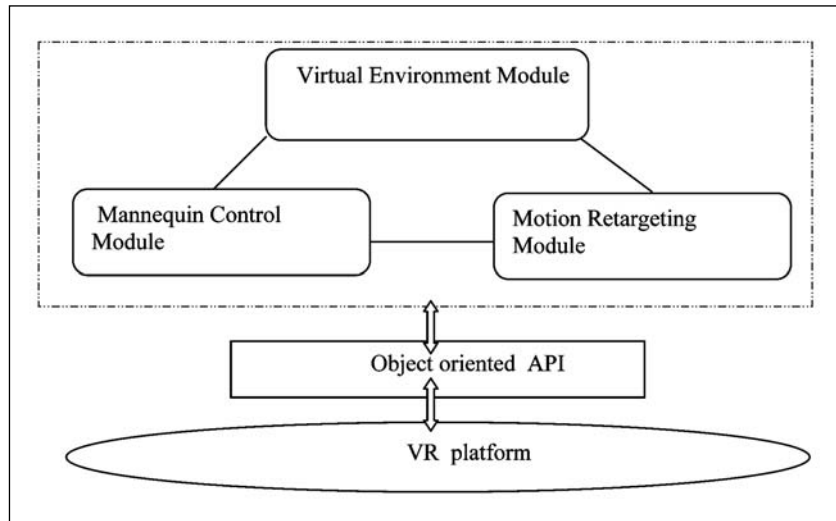 Virtual Environment Module
Mannequin Control
Module
Motion Retargeting
Module
Object oriented API
VR platform